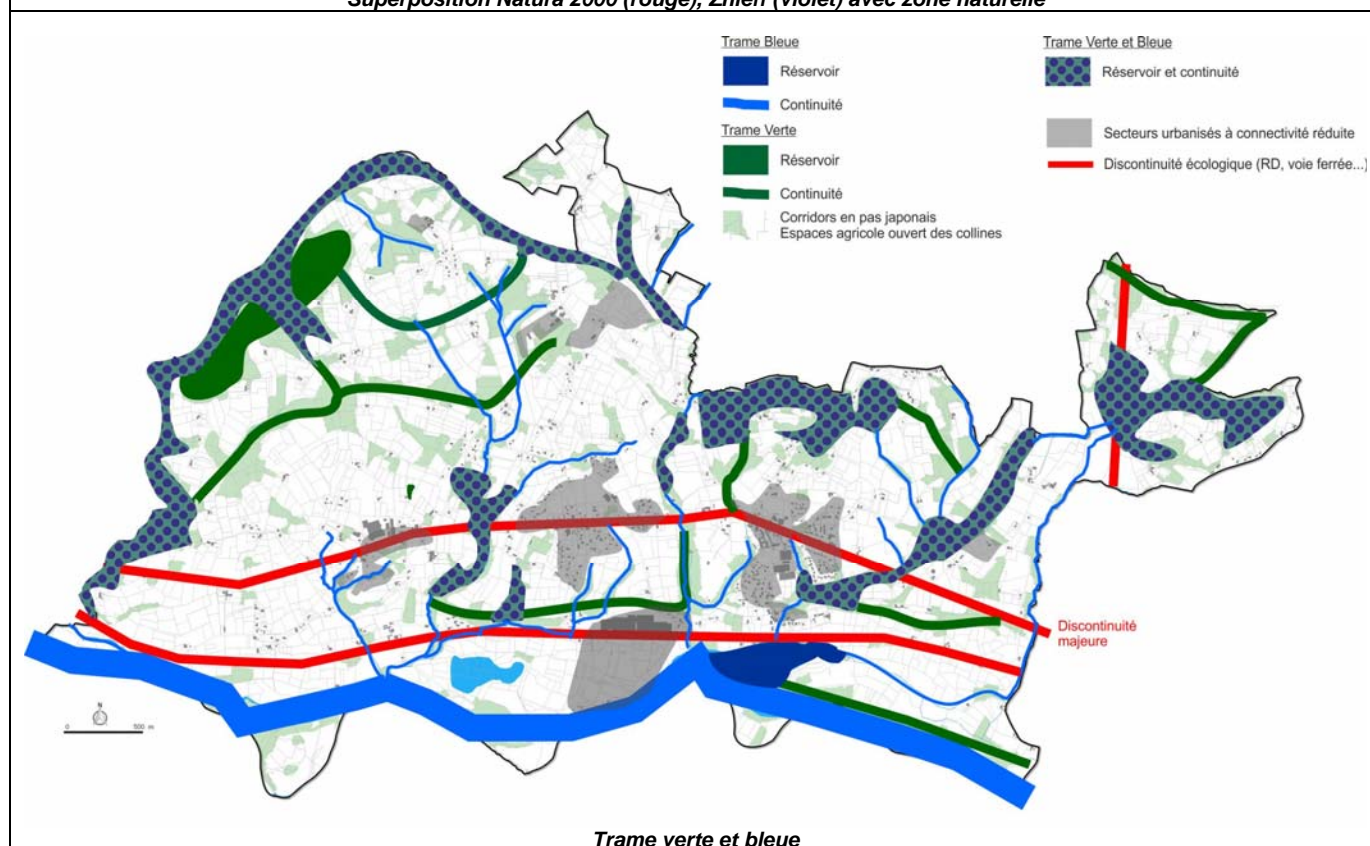 Superposition Natura 2000 (rouge), Znieff (violet) avec zone naturelle
Trame Bleue
Réservoir
Continuité
Trame Verte
Réservoir
Continuité
Corridors en pas japonais
Espaces agricole ouvert des collines
Trame Verte et Bleue
Réservoir et continuité
Secteurs urbanisés à connectivité réduite
Discontinuité écologique (RD, voie ferrée...)
Discontinuité
majeure
N
0 500 m
Trame verte et bleue